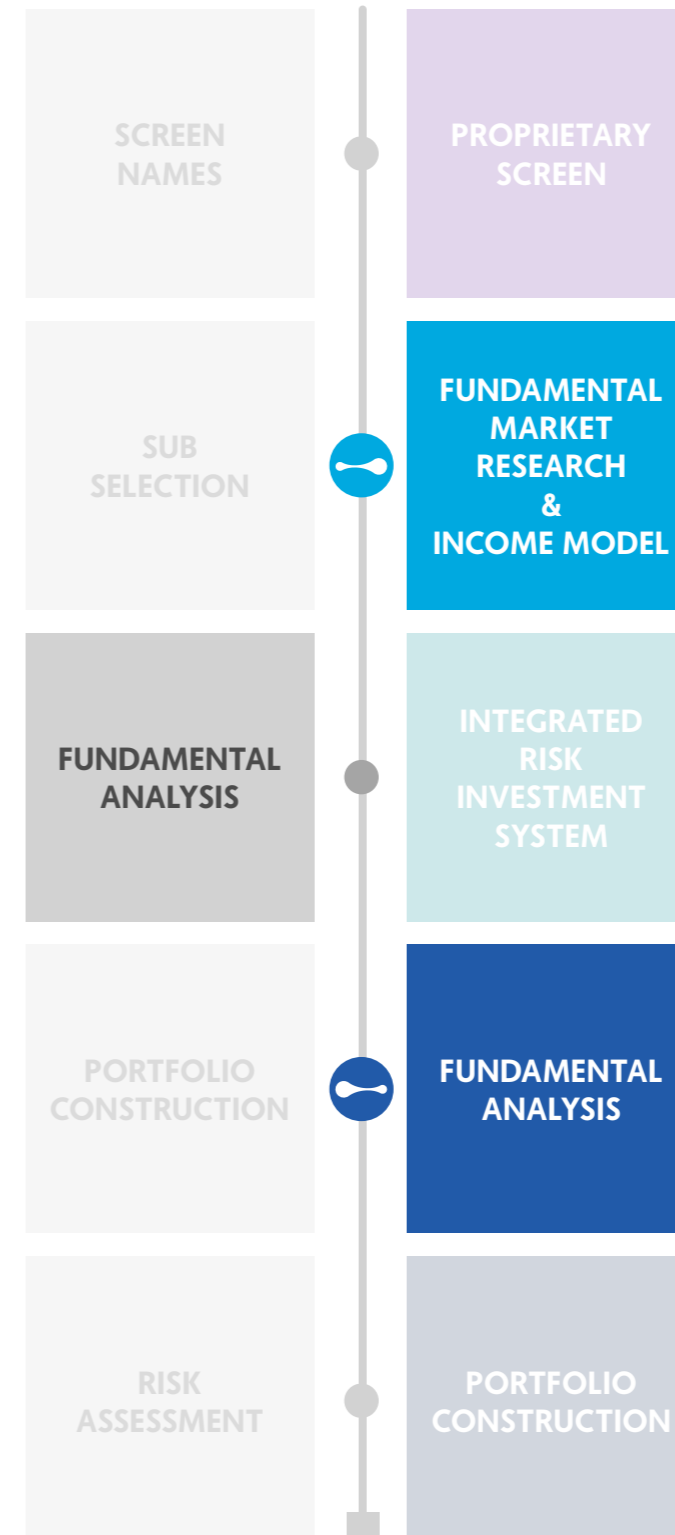 SCREEN
NAMES
PROPRIETARY
SCREEN
SUB
SELECTION
FUNDAMENTAL
MARKET
RESEARCH
&
INCOME MODEL
FUNDAMENTAL
ANALYSIS
INTEGRATED
RISK
INVESTMENT
SYSTEM
PORTFOLIO
CONSTRUCTION
FUNDAMENTAL
ANALYSIS
RISK
ASSESSMENT
PORTFOLIO
CONSTRUCTION